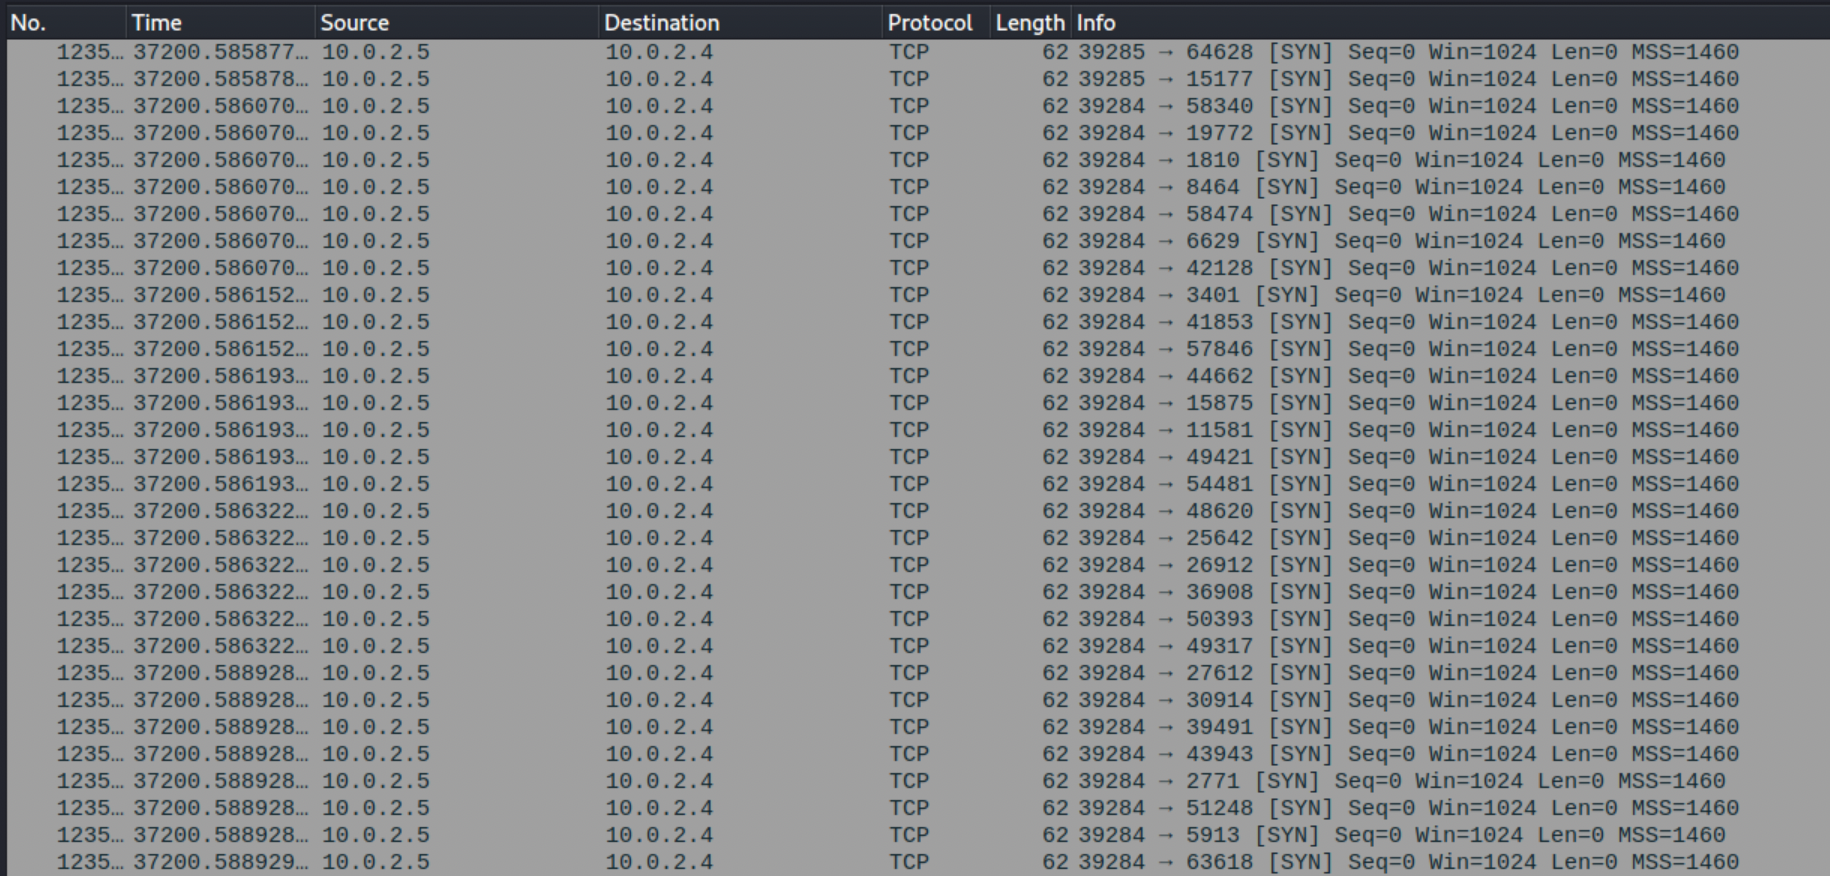 No. Time Source Destination Protocol Length Info
1235… 37200.585877… 10.0.2.5 10.0.2.4 TCP 62 39285 → 64628 [SYN] Seq=0 Win=1024 Len=0 MSS=1460
1235… 37200.585878… 10.0.2.5 10.0.2.4 TCP 62 39285 → 15177 [SYN] Seq=0 Win=1024 Len=0 MSS=1460
1235… 37200.586070… 10.0.2.5 10.0.2.4 TCP 62 39284 → 58340 [SYN] Seq=0 Win=1024 Len=0 MSS=1460
1235… 37200.586070… 10.0.2.5 10.0.2.4 TCP 62 39284 → 19772 [SYN] Seq=0 Win=1024 Len=0 MSS=1460
1235… 37200.586070… 10.0.2.5 10.0.2.4 TCP 62 39284 → 1810 [SYN] Seq=0 Win=1024 Len=0 MSS=1460
1235… 37200.586070… 10.0.2.5 10.0.2.4 TCP 62 39284 → 8464 [SYN] Seq=0 Win=1024 Len=0 MSS=1460
1235… 37200.586070… 10.0.2.5 10.0.2.4 TCP 62 39284 → 58474 [SYN] Seq=0 Win=1024 Len=0 MSS=1460
1235… 37200.586070… 10.0.2.5 10.0.2.4 TCP 62 39284 → 6629 [SYN] Seq=0 Win=1024 Len=0 MSS=1460
1235… 37200.586070… 10.0.2.5 10.0.2.4 TCP 62 39284 → 42128 [SYN] Seq=0 Win=1024 Len=0 MSS=1460
1235… 37200.586152… 10.0.2.5 10.0.2.4 TCP 62 39284 → 3401 [SYN] Seq=0 Win=1024 Len=0 MSS=1460
1235… 37200.586152… 10.0.2.5 10.0.2.4 TCP 62 39284 → 41853 [SYN] Seq=0 Win=1024 Len=0 MSS=1460
1235… 37200.586152… 10.0.2.5 10.0.2.4 TCP 62 39284 → 57846 [SYN] Seq=0 Win=1024 Len=0 MSS=1460
1235… 37200.586193… 10.0.2.5 10.0.2.4 TCP 62 39284 → 44662 [SYN] Seq=0 Win=1024 Len=0 MSS=1460
1235… 37200.586193… 10.0.2.5 10.0.2.4 TCP 62 39284 → 15875 [SYN] Seq=0 Win=1024 Len=0 MSS=1460
1235… 37200.586193… 10.0.2.5 10.0.2.4 TCP 62 39284 → 11581 [SYN] Seq=0 Win=1024 Len=0 MSS=1460
1235… 37200.586193… 10.0.2.5 10.0.2.4 TCP 62 39284 → 49421 [SYN] Seq=0 Win=1024 Len=0 MSS=1460
1235… 37200.586193… 10.0.2.5 10.0.2.4 TCP 62 39284 → 54481 [SYN] Seq=0 Win=1024 Len=0 MSS=1460
1235… 37200.586322… 10.0.2.5 10.0.2.4 TCP 62 39284 → 48620 [SYN] Seq=0 Win=1024 Len=0 MSS=1460
1235… 37200.586322… 10.0.2.5 10.0.2.4 TCP 62 39284 → 25642 [SYN] Seq=0 Win=1024 Len=0 MSS=1460
1235… 37200.586322… 10.0.2.5 10.0.2.4 TCP 62 39284 → 26912 [SYN] Seq=0 Win=1024 Len=0 MSS=1460
1235… 37200.586322… 10.0.2.5 10.0.2.4 TCP 62 39284 → 36908 [SYN] Seq=0 Win=1024 Len=0 MSS=1460
1235… 37200.586322… 10.0.2.5 10.0.2.4 TCP 62 39284 → 50393 [SYN] Seq=0 Win=1024 Len=0 MSS=1460
1235… 37200.586322… 10.0.2.5 10.0.2.4 TCP 62 39284 → 49317 [SYN] Seq=0 Win=1024 Len=0 MSS=1460
1235… 37200.588928… 10.0.2.5 10.0.2.4 TCP 62 39284 → 27612 [SYN] Seq=0 Win=1024 Len=0 MSS=1460
1235… 37200.588928… 10.0.2.5 10.0.2.4 TCP 62 39284 → 30914 [SYN] Seq=0 Win=1024 Len=0 MSS=1460
1235… 37200.588928… 10.0.2.5 10.0.2.4 TCP 62 39284 → 39491 [SYN] Seq=0 Win=1024 Len=0 MSS=1460
1235… 37200.588928… 10.0.2.5 10.0.2.4 TCP 62 39284 → 43943 [SYN] Seq=0 Win=1024 Len=0 MSS=1460
1235… 37200.588928… 10.0.2.5 10.0.2.4 TCP 62 39284 → 2771 [SYN] Seq=0 Win=1024 Len=0 MSS=1460
1235… 37200.588928… 10.0.2.5 10.0.2.4 TCP 62 39284 → 51248 [SYN] Seq=0 Win=1024 Len=0 MSS=1460
1235… 37200.588928… 10.0.2.5 10.0.2.4 TCP 62 39284 → 5913 [SYN] Seq=0 Win=1024 Len=0 MSS=1460
1235… 37200.588929… 10.0.2.5 10.0.2.4 TCP 62 39284 → 63618 [SYN] Seq=0 Win=1024 Len=0 MSS=1460